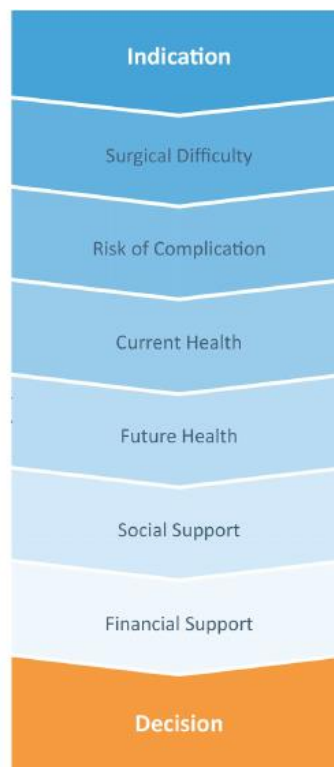 Indication
Surgical Difficulty
Risk of Complication
Current Health
Future Health
Social Support
Financial Support
Decision